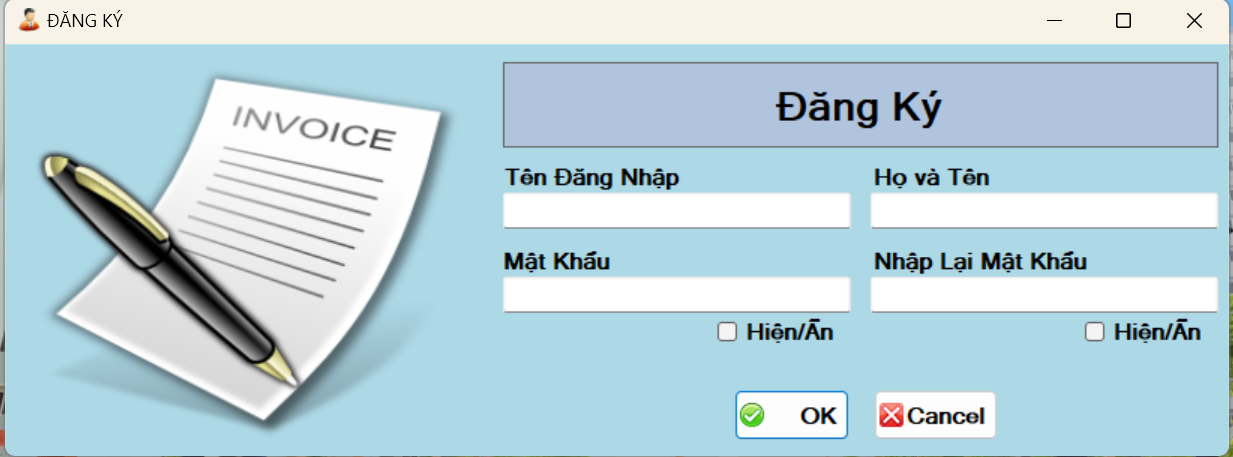 ĐĂNG KÝ
INVOICE
Đăng Ký
Tên Đăng Nhập
Họ và Tên
Mật Khẩu
Nhập Lại Mật Khẩu
Hiện/Ẩn
Hiện/Ẩn
OK
Cancel